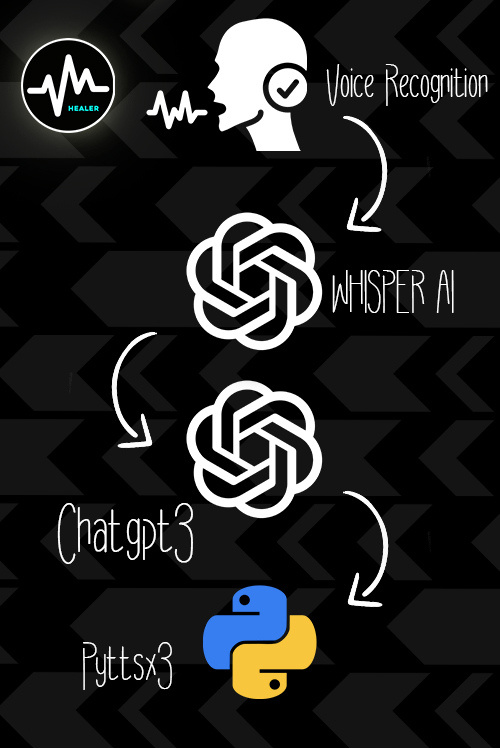 HEALER
Voice Recognition
WHISPER AI
Chatgpt3
Pyttsx3